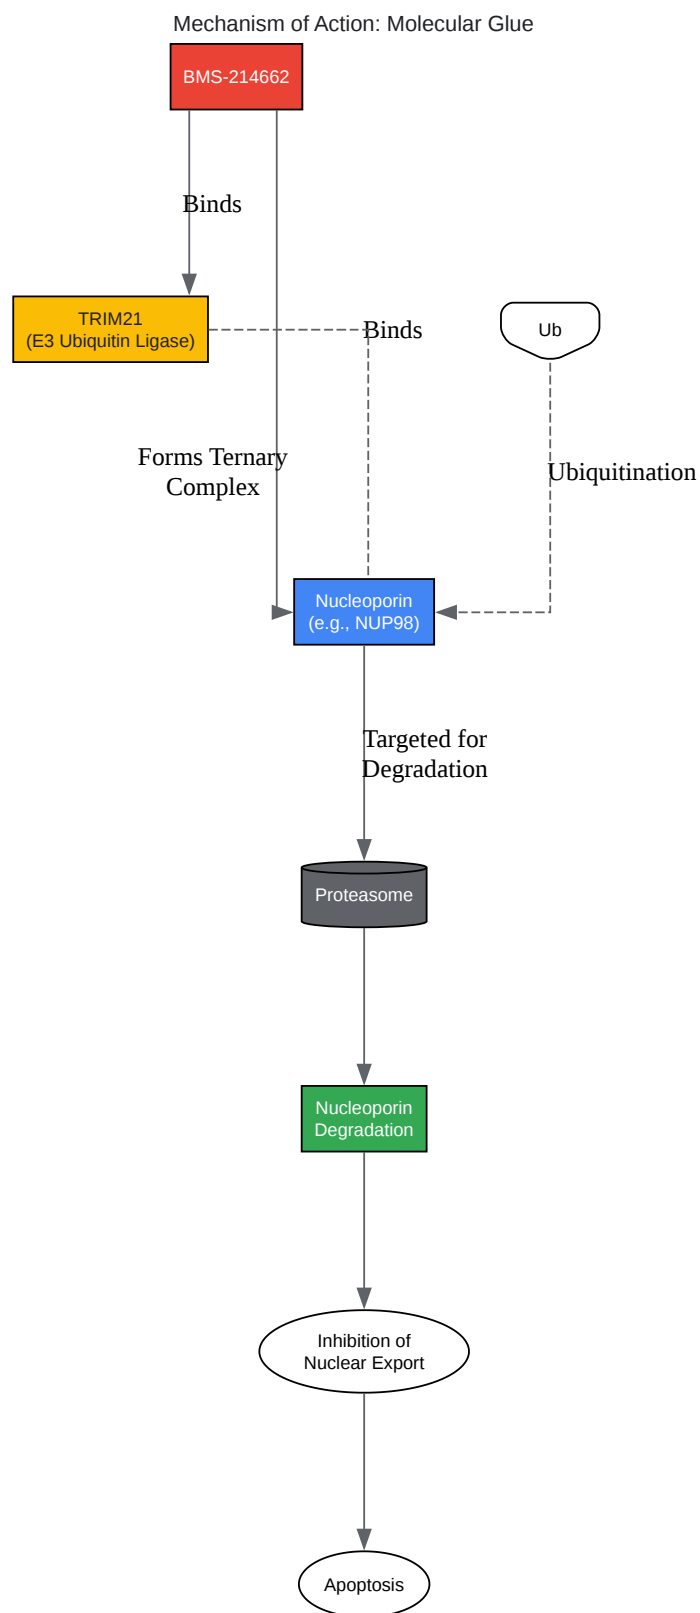 Mechanism of Action: Molecular Glue
BMS-214662
Binds
TRIM21
(E3 Ubiquitin Ligase)
Binds
Ub
Forms Ternary
Complex
Ubiquitination
Nucleoporin
(e.g., NUP98)
Targeted for
Degradation
Proteasome
Nucleoporin
Degradation
Inhibition of
Nuclear Export
Apoptosis